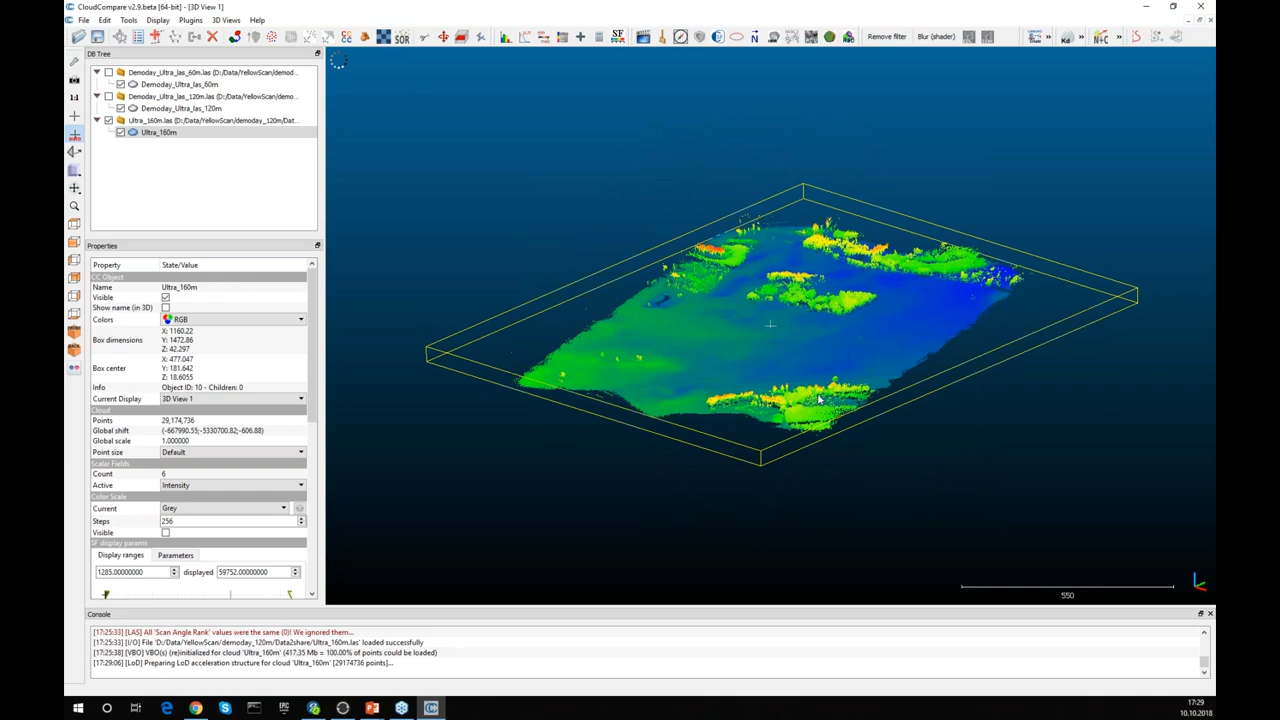 CloudCompare v2.9.beta [64-bit] - [3D View 1]
File Edit Tools Display Plugins 3D Views Help
SOR
CC
SF
Remove filter Blur (shader)
Kd
N+C
DB Tree
Demoday_Ultra_las_60m.las (D:/Data/YellowScan/demod...
Demoday_Ultra_las_60m
Demoday_Ultra_las_120m.las (D:/Data/YellowScan/demo...
Demoday_Ultra_las_120m
Ultra_160m.las (D:/Data/YellowScan/demoday_120m/Dat...
Ultra_160m
1:1
AUTO
FRONT
BACK
Properties
Property State/Value
CC Object
Name Ultra_160m
Visible
Show name (in 3D)
Colors RGB
Box dimensions X: 1160.22
Y: 1472.86
Z: 42.297
Box center X: 477.047
Y: 181.642
Z: 18.6055
Info Object ID: 10 - Children: 0
Current Display 3D View 1
Cloud
Points 29,174,736
Global shift (-667990.55;-5330700.82;-606.88)
Global scale 1.000000
Point size Default
Scalar Fields
Count 6
Active Intensity
Color Scale
Current Grey
Steps 256
Visible
SF display params
Display ranges Parameters
1285.00000000 displayed 59752.00000000
550
Console
[17:25:33] [LAS] All 'Scan Angle Rank' values were the same (0)! We ignored them...
[17:25:33] [I/O] File 'D:/Data/YellowScan/demoday_120m/Data2share/Ultra_160m.las' loaded successfully
[17:25:38] [VBO] VBO(s) (re)initialized for cloud 'Ultra_160m' (417.35 Mb = 100.00% of points could be loaded)
[17:29:06] [LoD] Preparing LoD acceleration structure for cloud 'Ultra_160m' [29174736 points]...
17:29
10.10.2018